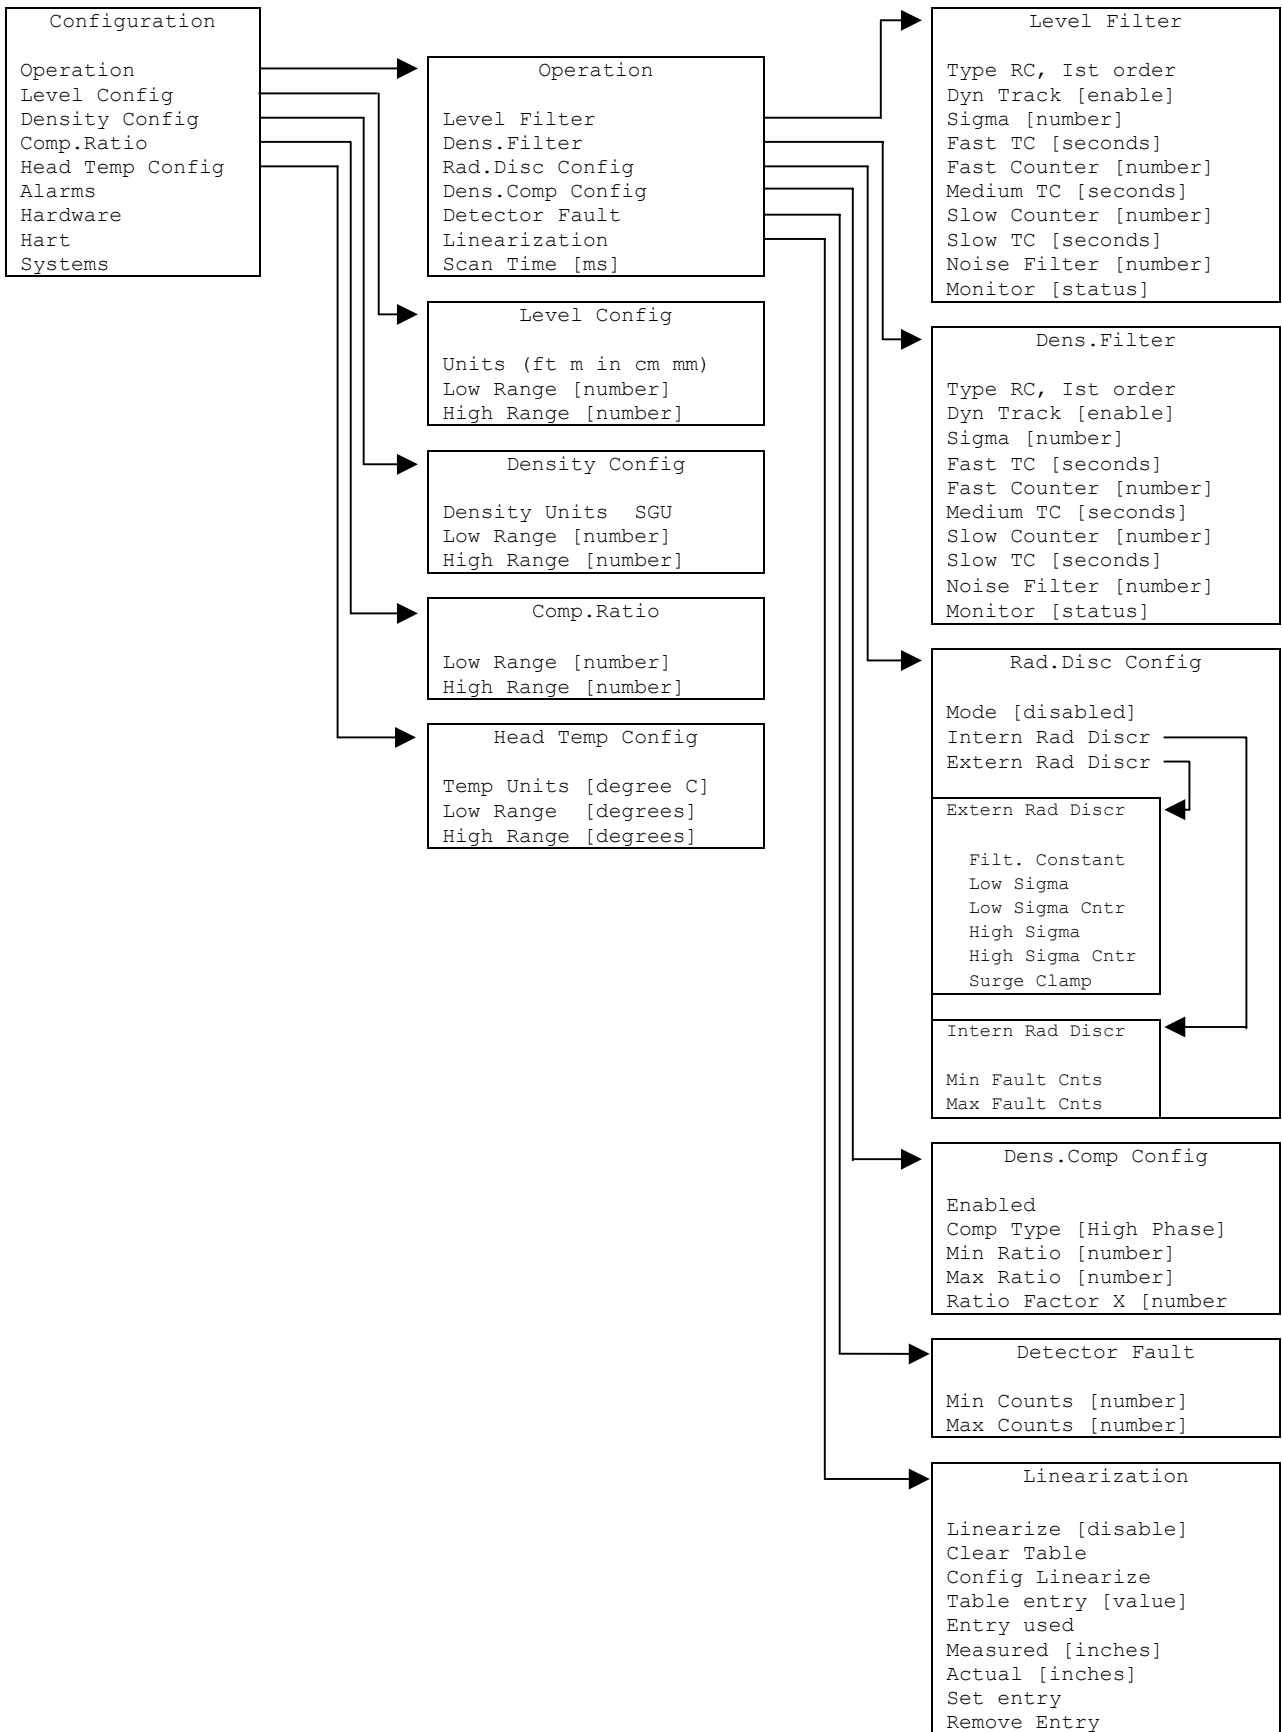 Configuration
Operation
Level Config
Density Config
Comp.Ratio
Head Temp Config
Alarms
Hardware
Hart
Systems
Operation
Level Filter
Dens.Filter
Rad.Disc Config
Dens.Comp Config
Detector Fault
Linearization
Scan Time [ms]
Level Config
Units (ft m in cm mm)
Low Range [number]
High Range [number]
Density Config
Density Units  SGU
Low Range [number]
High Range [number]
Comp.Ratio
Low Range [number]
High Range [number]
Head Temp Config
Temp Units [degree C]
Low Range  [degrees]
High Range [degrees]
Level Filter
Type RC, Ist order
Dyn Track [enable]
Sigma [number]
Fast TC [seconds]
Fast Counter [number]
Medium TC [seconds]
Slow Counter [number]
Slow TC [seconds]
Noise Filter [number]
Monitor [status]
Dens.Filter
Type RC, Ist order
Dyn Track [enable]
Sigma [number]
Fast TC [seconds]
Fast Counter [number]
Medium TC [seconds]
Slow Counter [number]
Slow TC [seconds]
Noise Filter [number]
Monitor [status]
Rad.Disc Config
Mode [disabled]
Intern Rad Discr
Extern Rad Discr
Extern Rad Discr
Filt. Constant
Low Sigma
Low Sigma Cntr
High Sigma
High Sigma Cntr
Surge Clamp
Intern Rad Discr
Min Fault Cnts
Max Fault Cnts
Dens.Comp Config
Enabled
Comp Type [High Phase]
Min Ratio [number]
Max Ratio [number]
Ratio Factor X [number
Detector Fault
Min Counts [number]
Max Counts [number]
Linearization
Linearize [disable]
Clear Table
Config Linearize
Table entry [value]
Entry used
Measured [inches]
Actual [inches]
Set entry
Remove Entry